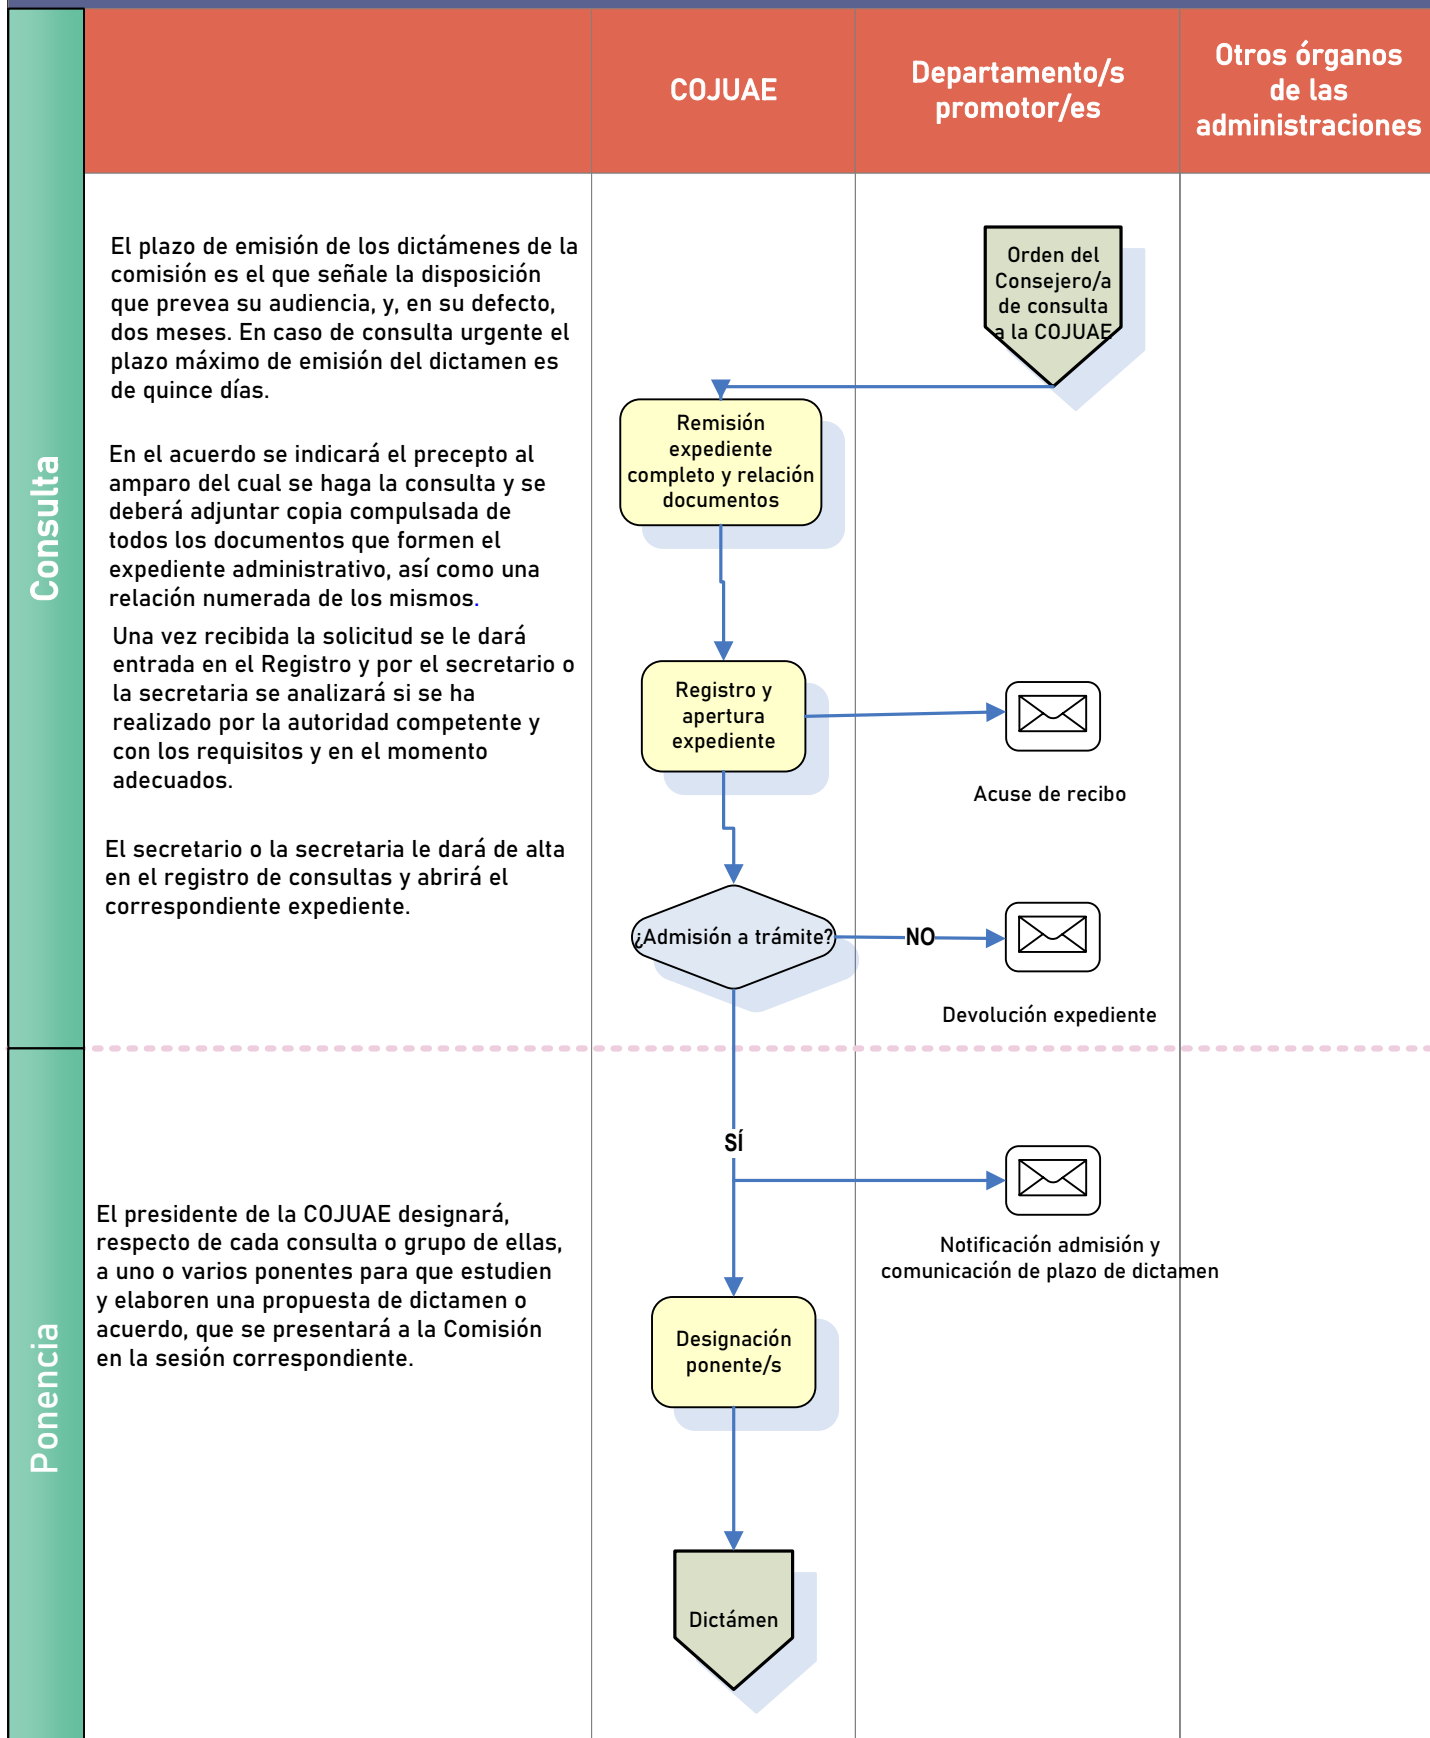 COJUAE
Departamento/s
promotor/es
Otros órganos
de las
administraciones
Consulta
El plazo de emisión de los dictámenes de la
comisión es el que señale la disposición
que prevea su audiencia, y, en su defecto,
dos meses. En caso de consulta urgente el
plazo máximo de emisión del dictamen es
de quince días.
En el acuerdo se indicará el precepto al
amparo del cual se haga la consulta y se
deberá adjuntar copia compulsada de
todos los documentos que formen el
expediente administrativo, así como una
relación numerada de los mismos.
Una vez recibida la solicitud se le dará
entrada en el Registro y por el secretario o
la secretaria se analizará si se ha
realizado por la autoridad competente y
con los requisitos y en el momento
adecuados.
El secretario o la secretaria le dará de alta
en el registro de consultas y abrirá el
correspondiente expediente.
Orden del
Consejero/a
de consulta
a la COJUAE
Remisión
expediente
completo y relación
documentos
Registro y
apertura
expediente
Acuse de recibo
¿Admisión a trámite?
NO
Devolución expediente
Ponencia
SÍ
Notificación admisión y
comunicación de plazo de dictamen
El presidente de la COJUAE designará,
respecto de cada consulta o grupo de ellas,
a uno o varios ponentes para que estudien
y elaboren una propuesta de dictamen o
acuerdo, que se presentará a la Comisión
en la sesión correspondiente.
Designación
ponente/s
Dictámen